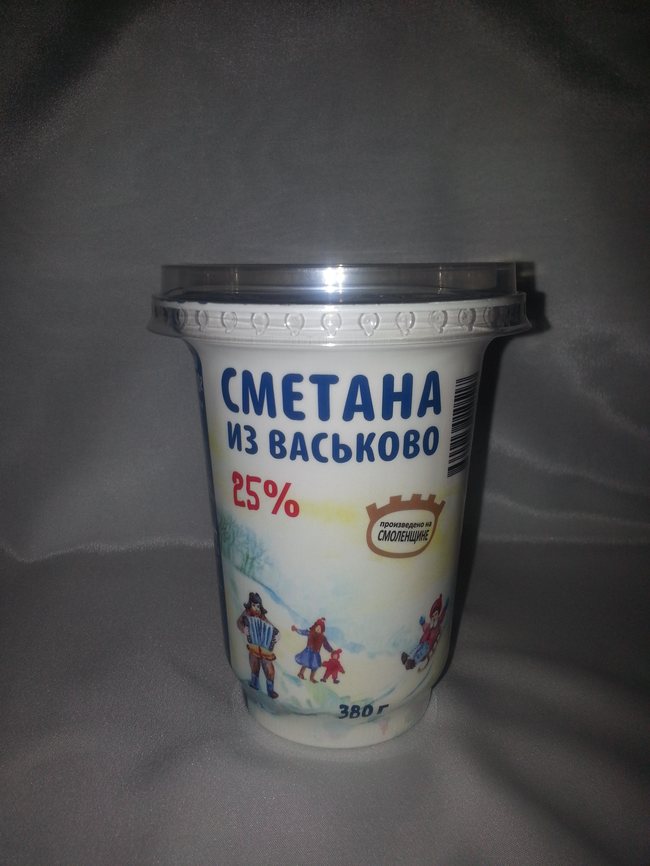 СМЕТАНА
ИЗ ВАСЬКОВО
25%
произведено на
СМОЛЕНЩИНЕ
380 г